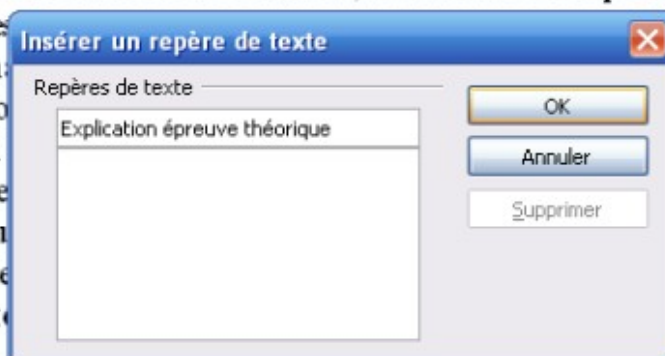 Insérer un repère de texte
Repères de texte
Explication épreuve théorique
OK
Annuler
Supprimer